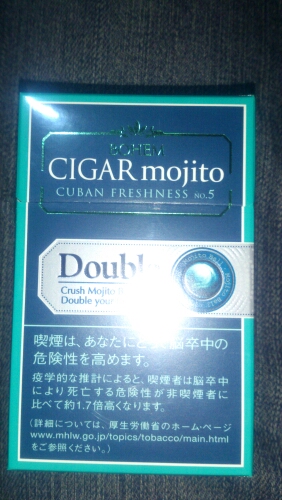 BOHEM
CIGAR mojito
CUBAN FRESHNESS No.5
Double
Crush Mojito
Double your
喫煙は、あなたに 脳卒中の
危険性を高めます。
疫学的な推計によると、喫煙者は脳卒中
により死亡する危険性が非喫煙者に
比べて約1.7倍高くなります。
(詳細については、厚生労働省のホーム・ページ
www.mhlw.go.jp/topics/tobacco/main.html
をご参照ください。)